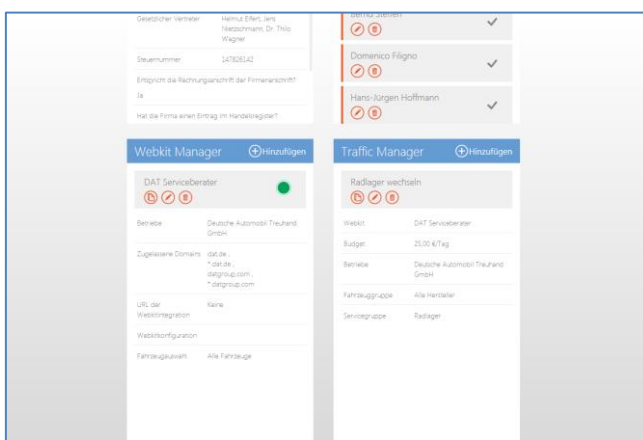 Gesetzlicher Vertreter
Helmut Eifert, Jens
Nietzschmann, Dr. Thilo
Wagner
Steuernummer
147828142
Entspricht die Rechnungsanschrift der Firmenanschrift?
Ja
Hat die Firma einen Eintrag im Handelsregister?
Bernd Steffen
Domenico Filigno
Hans-Jürgen Hoffmann
Webkit Manager
Hinzufügen
DAT Serviceberater
Betriebe
Deutsche Automobil Treuhand
GmbH
Zugelassene Domains
dat.de ,
*.dat.de ,
datgroup.com ,
*.datgroup.com
URL der
Webkitintegration
Keine
Webkitkonfiguration
Fahrzeugauswahl
Alle Fahrzeuge
Traffic Manager
Hinzufügen
Radlager wechseln
Webkit
DAT Serviceberater
Budget
25,00 €/Tag
Betriebe
Deutsche Automobil Treuhand
GmbH
Fahrzeuggruppe
Alle Hersteller
Servicegruppe
Radlager